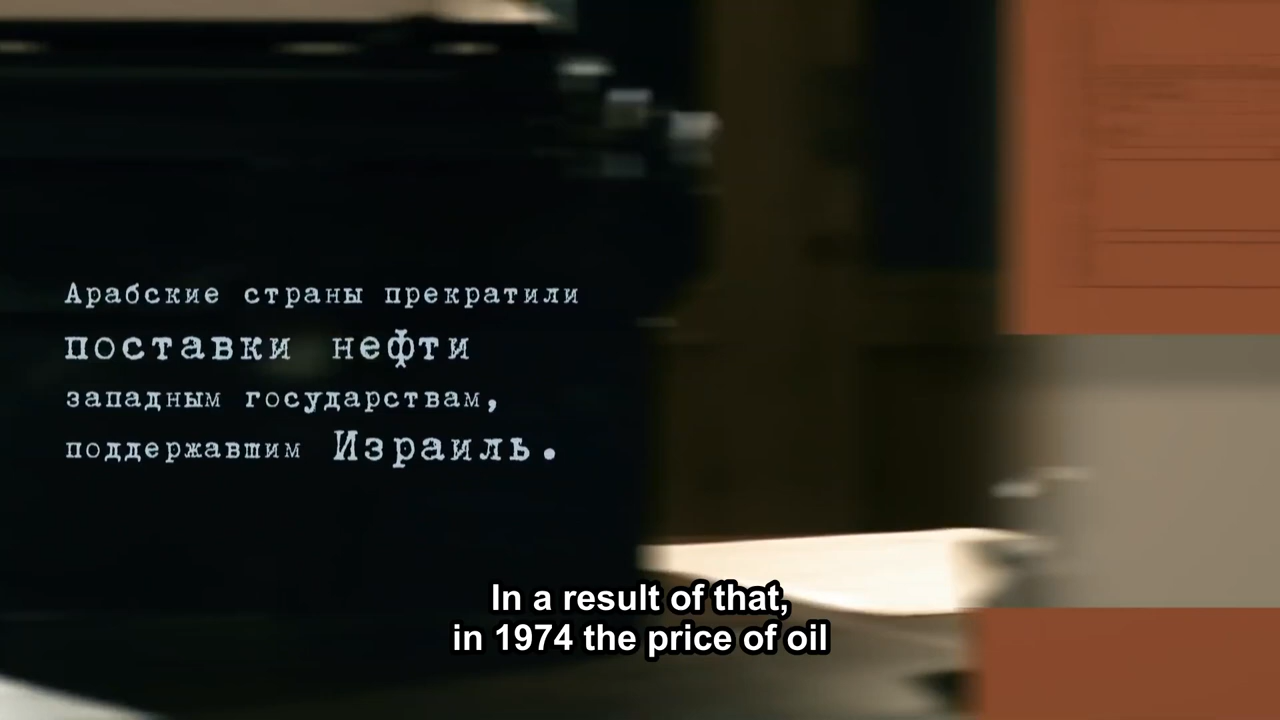 Арабские страны прекратили
поставки нефти
западным государствам,
поддержавшим Израиль.
In a result of that,
in 1974 the price of oil